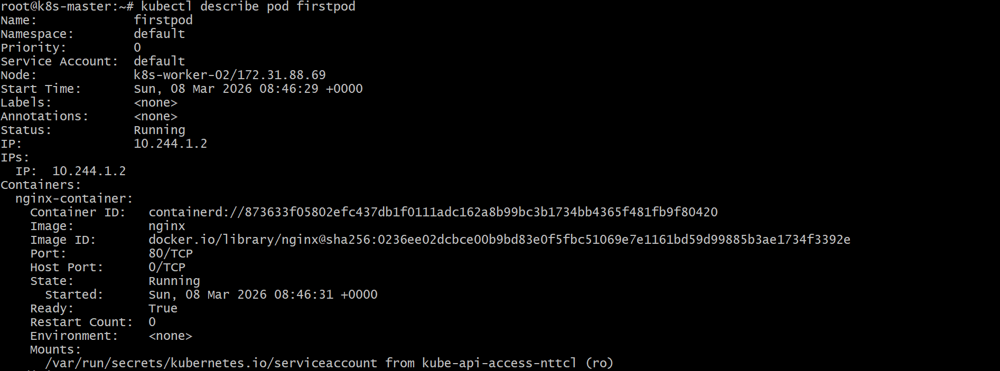 root@k8s-master:~# kubectl describe pod firstpod
Name:             firstpod
Namespace:        default
Priority:         0
Service Account:  default
Node:             k8s-worker-02/172.31.88.69
Start Time:       Sun, 08 Mar 2026 08:46:29 +0000
Labels:           <none>
Annotations:      <none>
Status:           Running
IP:               10.244.1.2
IPs:
  IP:  10.244.1.2
Containers:
  nginx-container:
    Container ID:   containerd://873633f05802efc437db1f0111adc162a8b99bc3b1734bb4365f481fb9f80420
    Image:          nginx
    Image ID:       docker.io/library/nginx@sha256:0236ee02dcbce00b9bd83e0f5fbc51069e7e1161bd59d99885b3ae1734f3392e
    Port:           80/TCP
    Host Port:      0/TCP
    State:          Running
      Started:      Sun, 08 Mar 2026 08:46:31 +0000
    Ready:          True
    Restart Count:  0
    Environment:    <none>
    Mounts:
      /var/run/secrets/kubernetes.io/serviceaccount from kube-api-access-nttcl (ro)